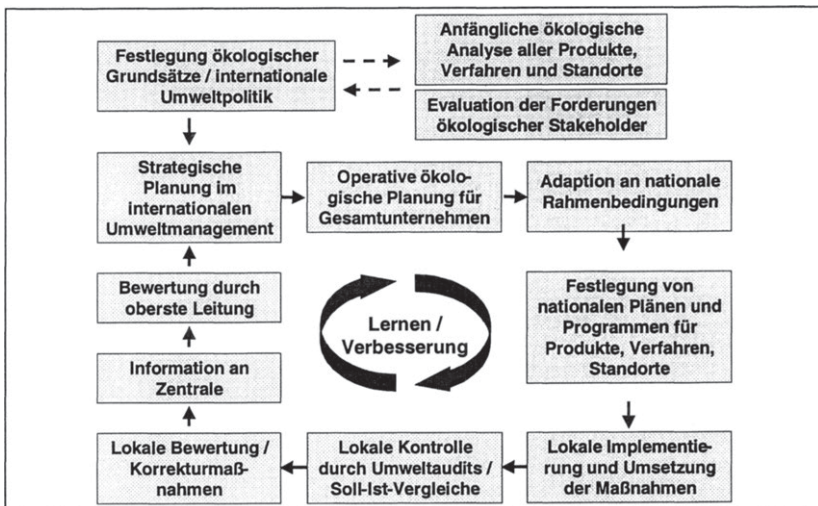 Festlegung ökologischer
Grundsätze / internationale
Umweltpolitik
Anfängliche ökologische
Analyse aller Produkte,
Verfahren und Standorte
Evaluation der Forderungen
ökologischer Stakeholder
Strategische
Planung im
internationalen
Umweltmanagement
Operative ökolo-
gische Planung für
Gesamtunternehmen
Adaption an nationale
Rahmenbedingungen
Bewertung durch
oberste Leitung
Lernen /
Verbesserung
Festlegung von
nationalen Plänen und
Programmen für
Produkte, Verfahren,
Standorte
Information an
Zentrale
Lokale Bewertung /
Korrekturmaß-
nahmen
Lokale Kontrolle
durch Umweltaudits /
Soll-Ist-Vergleiche
Lokale Implementie-
rung und Umsetzung
der Maßnahmen